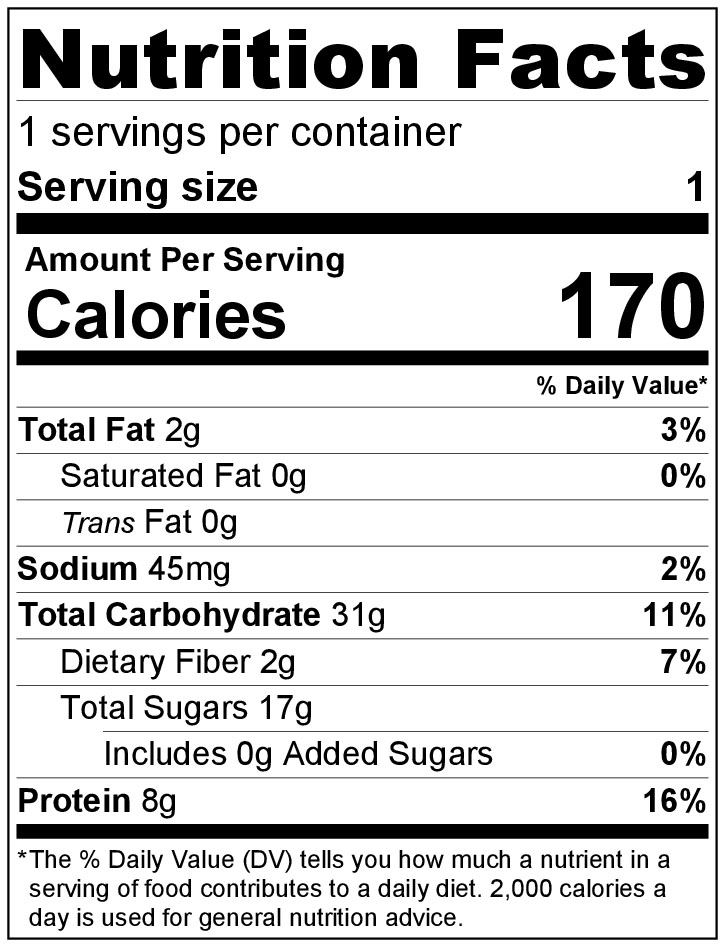 Nutrition Facts
1 servings per container
Serving size 1
Amount Per Serving
Calories 170
% Daily Value*
Total Fat 2g 3%
Saturated Fat 0g 0%
Trans Fat 0g
Sodium 45mg 2%
Total Carbohydrate 31g 11%
Dietary Fiber 2g 7%
Total Sugars 17g
Includes 0g Added Sugars 0%
Protein 8g 16%
*The % Daily Value (DV) tells you how much a nutrient in a
serving of food contributes to a daily diet. 2,000 calories a
day is used for general nutrition advice.